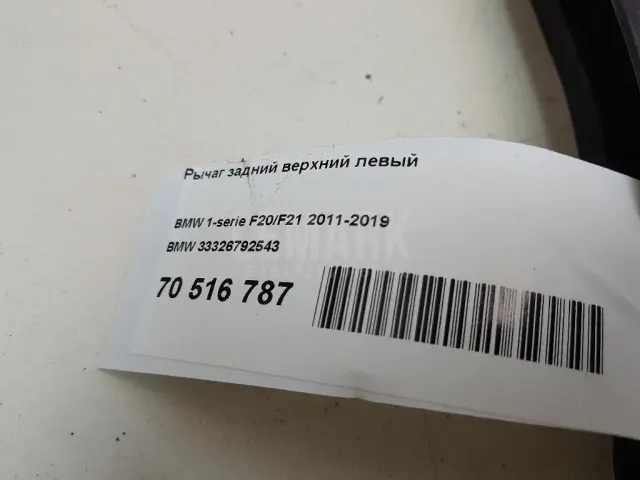 Рычаг задний верхний левый
BMW 1-serie F20/F21 2011-2019
BMW 33326792543
70 516 787